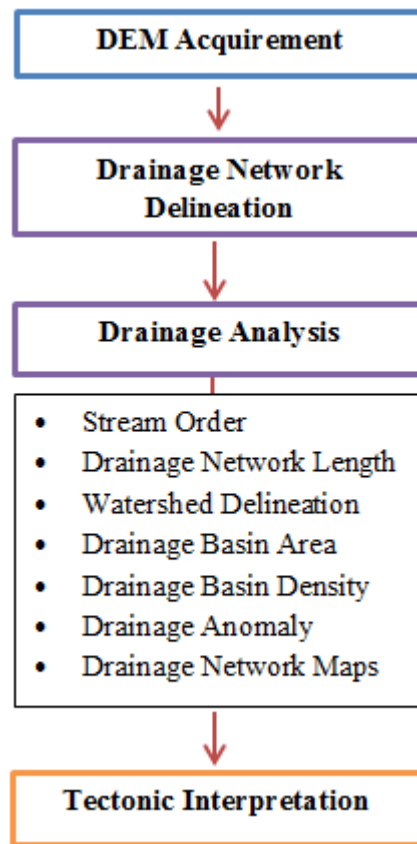 DEM Acquirement
Drainage Network
Delineation
Drainage Analysis
• Stream Order
• Drainage Network Length
• Watershed Delineation
• Drainage Basin Area
• Drainage Basin Density
• Drainage Anomaly
• Drainage Network Maps
Tectonic Interpretation